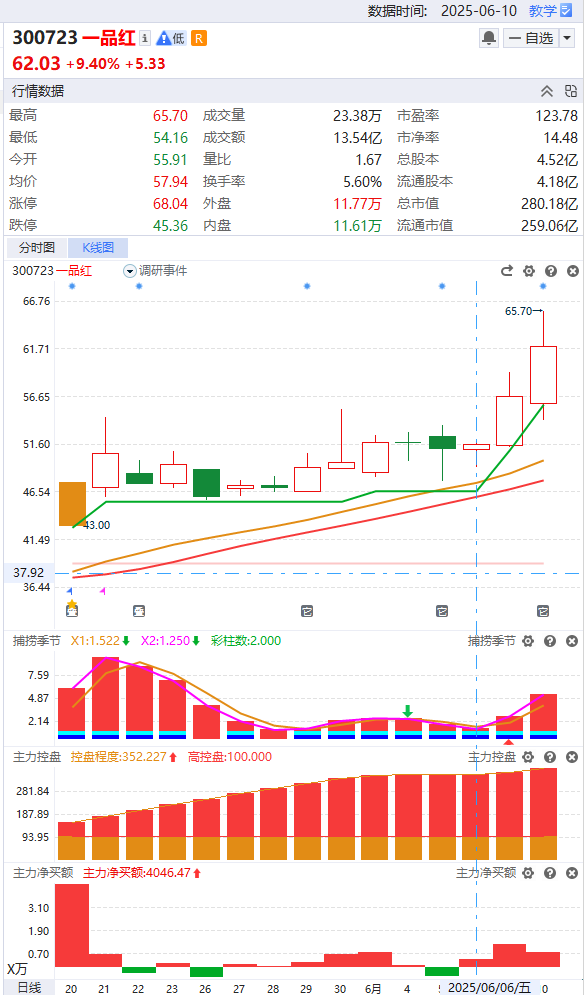 数据时间: 2025-06-10 教学
300723 一品红 i 低 R 一 自选
62.03 +9.40% +5.33
行情数据
最高 65.70 成交量 23.38万 市盈率 123.78
最低 54.16 成交额 13.54亿 市净率 14.48
今开 55.91 量比 1.67 总股本 4.52亿
均价 57.94 换手率 5.60% 流通股本 4.18亿
涨停 68.04 外盘 11.77万 总市值 280.18亿
跌停 45.36 内盘 11.61万 流通市值 259.06亿
分时图 K线图
300723 一品红 调研事件
66.76
65.70
61.71
56.65
51.60
46.54
43.00
41.49
37.92
36.44
捕捞季节 X1:1.522 X2:1.250 彩柱数:2.000 捕捞季节
7.59
4.87
2.14
主力控盘 控盘程度:352.227 高控盘:100.000 主力控盘
281.84
187.89
93.95
主力净买额 主力净买额:4046.47 主力净买额
3.10
1.90
0.70
X万
日线 20 21 22 23 26 27 28 29 30 6月 4 5 2025/06/06/五 0